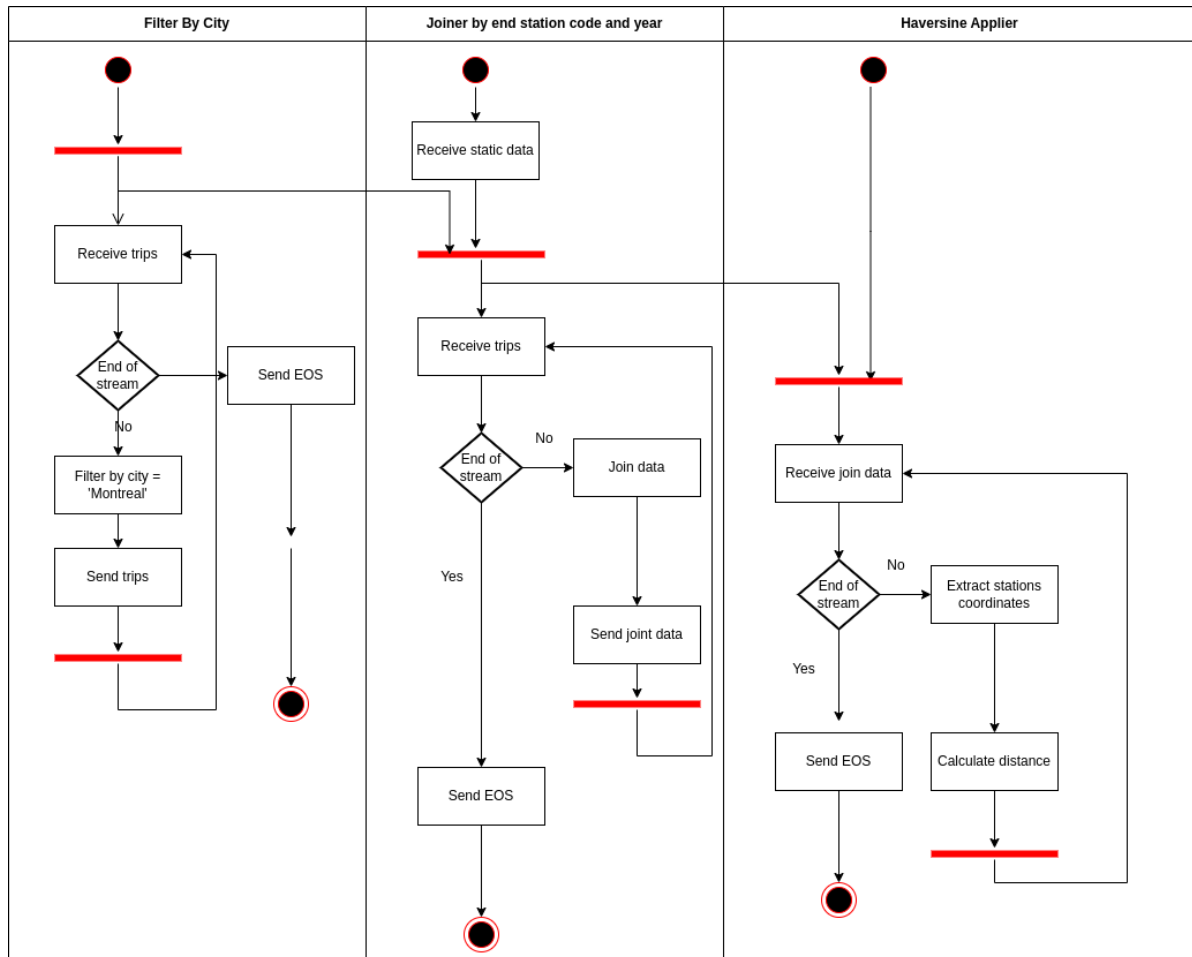 Filter By City
Joiner by end station code and year
Haversine Applier
Receive static data
Receive trips
End of
stream
Send EOS
No
Filter by city =
'Montreal'
Send trips
Receive trips
End of
stream
No
Join data
Yes
Send joint data
Send EOS
Receive join data
End of
stream
No
Extract stations
coordinates
Yes
Send EOS
Calculate distance